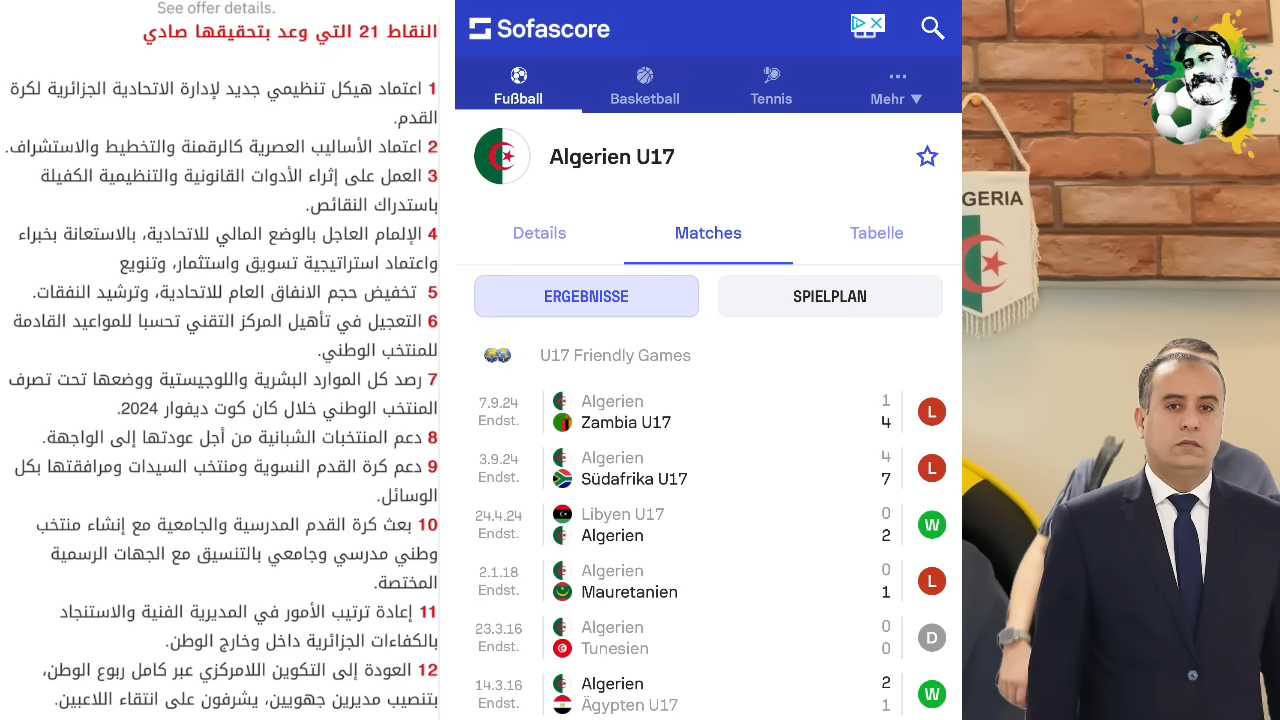 See offer details.
النقاط 21 التي وعد بتحقيقها صادي
1 اعتماد هيكل تنظيمي جديد لإدارة الاتحادية الجزائرية لكرة
القدم.
2 اعتماد الأساليب العصرية كالرقمنة والتخطيط والاستشراف.
3 العمل على إثراء الأدوات القانونية والتنظيمية الكفيلة
باستدراك النقائص.
4 الإلمام العاجل بالوضع المالي للاتحادية، بالاستعانة بخبراء
واعتماد استراتيجية تسويق واستثمار، وتنويع
5 تخفيض حجم الانفاق العام للاتحادية، وترشيد النفقات.
6 التعجيل في تأهيل المركز التقني تحسبا للمواعيد القادمة
للمنتخب الوطني.
7 رصد كل الموارد البشرية واللوجيستية ووضعها تحت تصرف
المنتخب الوطني خلال كان كوت ديفوار 2024.
8 دعم المنتخبات الشبانية من أجل عودتها إلى الواجهة.
9 دعم كرة القدم النسوية ومنتخب السيدات ومرافقتها بكل
الوسائل.
10 بعث كرة القدم المدرسية والجامعية مع إنشاء منتخب
وطني مدرسي وجامعي بالتنسيق مع الجهات الرسمية
المختصة.
11 إعادة ترتيب الأمور في المديرية الفنية والاستنجاد
بالكفاءات الجزائرية داخل وخارج الوطن.
12 العودة إلى التكوين اللامركزي عبر كامل ربوع الوطن،
بتنصيب مديرين جهويين، يشرفون على انتقاء اللاعبين.
Sofascore
Fußball Basketball Tennis Mehr
Algerien U17
Details Matches Tabelle
ERGEBNISSE SPIELPLAN
U17 Friendly Games
7.9.24 Algerien 1
Endst. Zambia U17 4 L
3.9.24 Algerien 4
Endst. Südafrika U17 7 L
24.4.24 Libyen U17 0
Endst. Algerien 2 W
2.1.18 Algerien 0
Endst. Mauretanien 1 L
23.3.16 Algerien 0
Endst. Tunesien 0 D
14.3.16 Algerien 2
Endst. Ägypten U17 1 W
GERIA